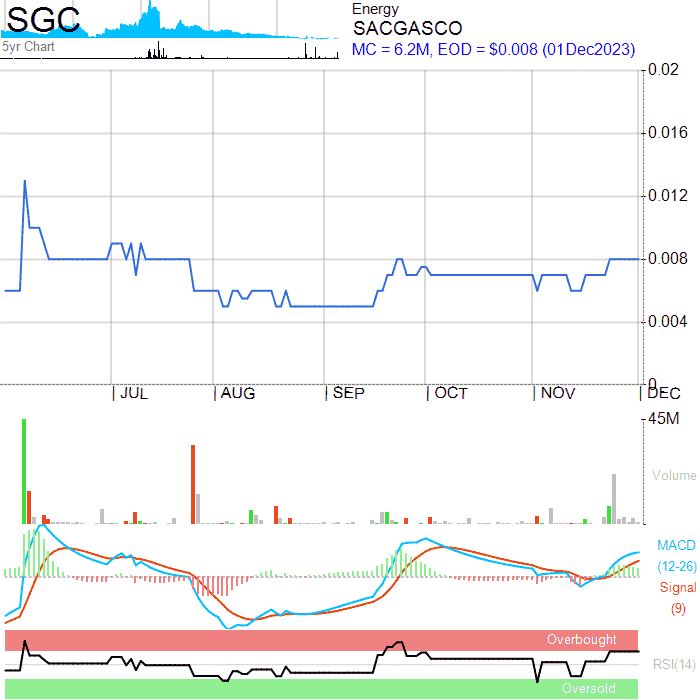 SGC
5yr Chart
Energy
SACGASCO
MC = 6.2M, EOD = $0.008 (01Dec2023)
0.02
0.016
0.012
0.008
0.004
0
JUL AUG SEP OCT NOV DEC
45M
Volume
MACD
(12-26)
Signal
(9)
Overbought
RSI(14)
Oversold